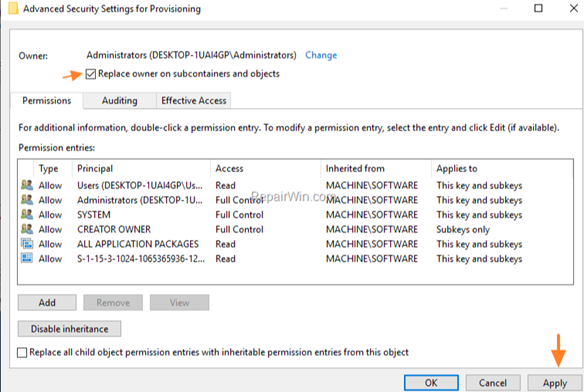 Advanced Security Settings for Provisioning
Owner: Administrators (DESKTOP-1UAI4GP\Administrators) Change
Replace owner on subcontainers and objects
Permissions Auditing Effective Access
For additional information, double-click a permission entry. To modify a permission entry, select the entry and click Edit (if available).
Permission entries:
Type Principal Access Inherited from Applies to
Allow Users (DESKTOP-1UAI4GP\Us... Read MACHINE\SOFTWARE This key and subkeys
Allow Administrators (DESKTOP-1U... Full Control MACHINE\SOFTWARE This key and subkeys
RepairWin.com
Allow SYSTEM Full Control MACHINE\SOFTWARE This key and subkeys
Allow CREATOR OWNER Full Control MACHINE\SOFTWARE Subkeys only
Allow ALL APPLICATION PACKAGES Read MACHINE\SOFTWARE This key and subkeys
Allow S-1-15-3-1024-1065365936-12... Read MACHINE\SOFTWARE This key and subkeys
Add Remove View
Disable inheritance
Replace all child object permission entries with inheritable permission entries from this object
OK Cancel Apply